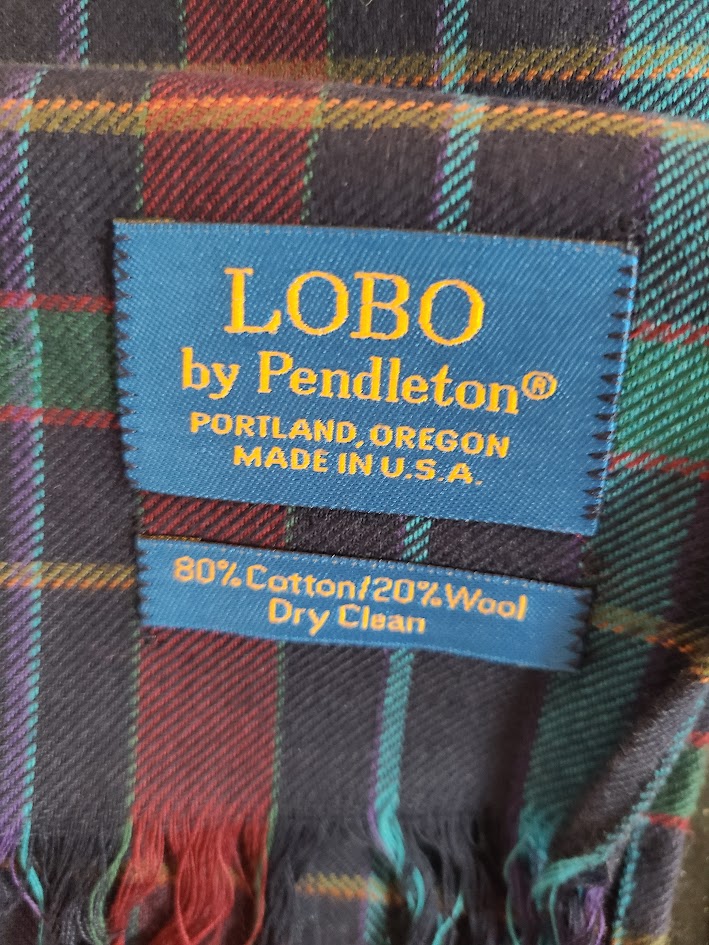 LOBO
by Pendleton®
PORTLAND, OREGON
MADE IN U.S.A.
80% Cotton/20% Wool
Dry Clean